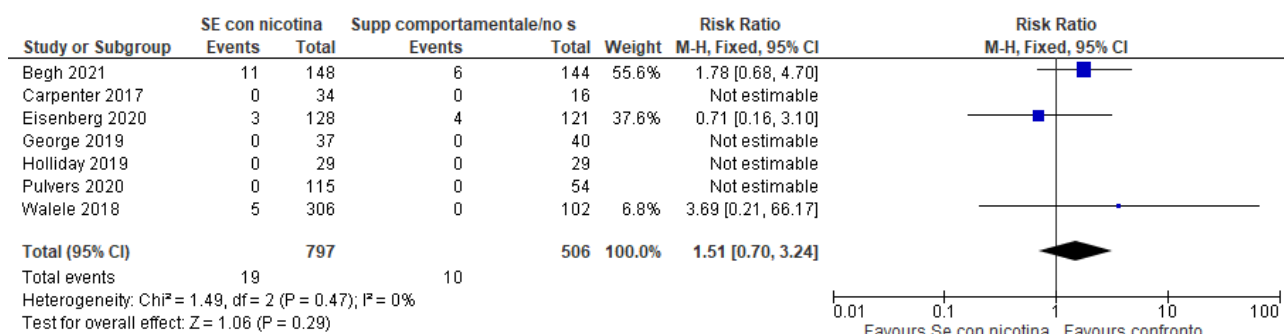 SE con nicotina Supp comportamentale/no s Risk Ratio Risk Ratio
Study or Subgroup Events Total Events Total Weight M-H, Fixed, 95% CI M-H, Fixed, 95% CI
Begh 2021 11 148 6 144 55.6% 1.78 [0.68, 4.70]
Carpenter 2017 0 34 0 16 Not estimable
Eisenberg 2020 3 128 4 121 37.6% 0.71 [0.16, 3.10]
George 2019 0 37 0 40 Not estimable
Holliday 2019 0 29 0 29 Not estimable
Pulvers 2020 0 115 0 54 Not estimable
Walele 2018 5 306 0 102 6.8% 3.69 [0.21, 66.17]
Total (95% CI) 797 506 100.0% 1.51 [0.70, 3.24]
Total events 19 10
Heterogeneity: Chi² = 1.49, df = 2 (P = 0.47); I² = 0%
Test for overall effect: Z = 1.06 (P = 0.29)
0.01 0.1 1 10 100
Favours Se con nicotina Favours confronto